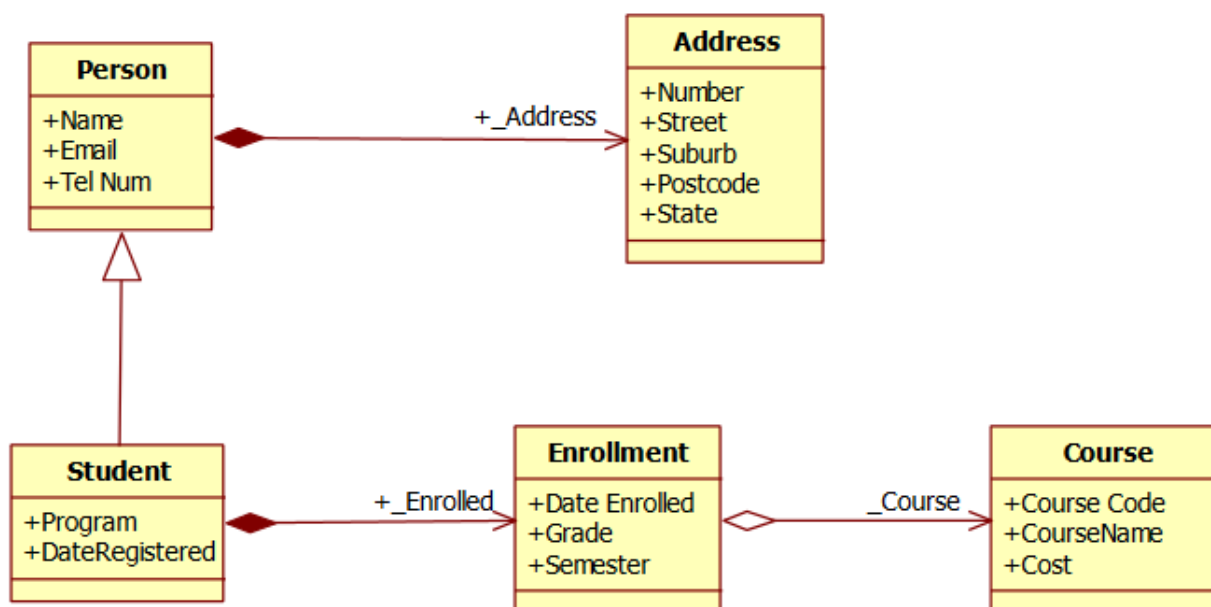 Person
+Name
+Email
+Tel Num
+_Address
Address
+Number
+Street
+Suburb
+Postcode
+State
Student
+Program
+DateRegistered
+_Enrolled
Enrollment
+Date Enrolled
+Grade
+Semester
_Course
Course
+Course Code
+CourseName
+Cost